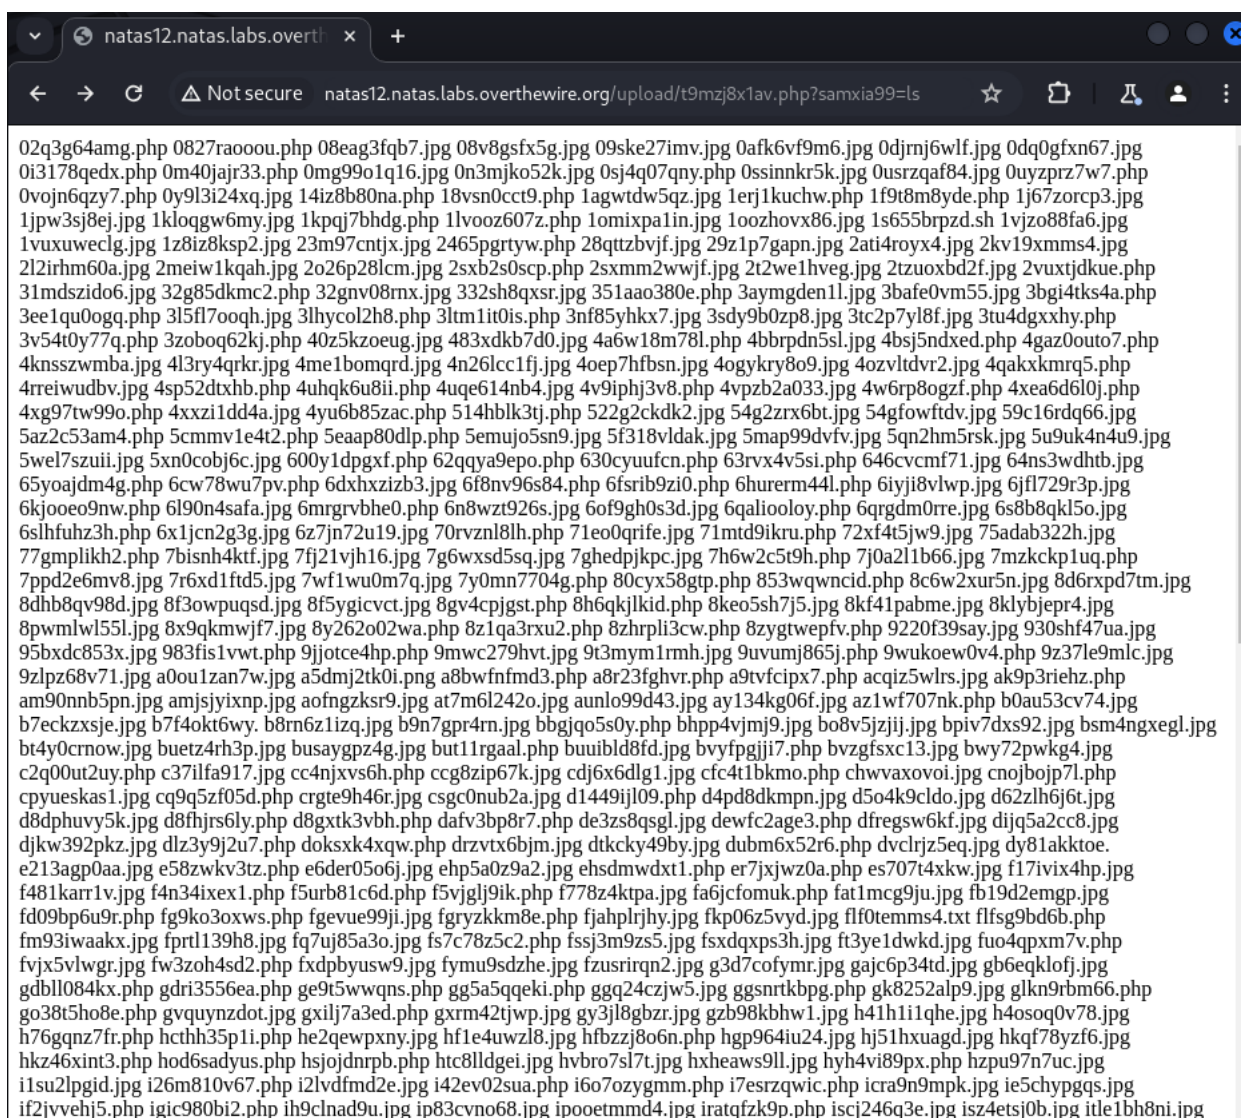 natas12.natas.labs.overth
Not secure natas12.natas.labs.overthewire.org/upload/t9mzj8x1av.php?samxia99=ls
02q3g64amg.php 0827raooou.php 08eag3fqb7.jpg 08v8gsfx5g.jpg 09ske27imv.jpg 0afk6vf9m6.jpg 0djrnj6wlf.jpg 0dq0gfxn67.jpg
0i3178qedx.php 0m40jajr33.php 0mg99o1q16.jpg 0n3mjko52k.jpg 0sj4q07qny.php 0ssinnkr5k.jpg 0usrzqaf84.jpg 0uyzprz7w7.php
0vojn6qzy7.php 0y9l3i24xq.jpg 14iz8b80na.php 18vsn0cct9.php 1agwtdw5qz.jpg 1erj1kuchw.php 1f9t8m8yde.php 1j67zorcp3.jpg
1jpw3sj8ej.jpg 1kloqgw6my.jpg 1kpqj7bhdg.php 1lvooz607z.php 1omixpa1in.jpg 1oozhovx86.jpg 1s655brpzd.sh 1vjzo88fa6.jpg
1vuxuweclg.jpg 1z8iz8ksp2.jpg 23m97cntjx.jpg 2465pgrtyw.php 28qttzbvjf.jpg 29z1p7gapn.jpg 2ati4royx4.jpg 2kv19xmms4.jpg
2l2irhm60a.jpg 2meiw1kqah.jpg 2o26p28lcm.jpg 2sxb2s0scp.php 2sxmm2wwjf.jpg 2t2we1hveg.jpg 2tzuoxbd2f.jpg 2vuxtjdkue.php
31mdszido6.jpg 32g85dkmc2.php 32gnv08rnx.jpg 332sh8qxsr.jpg 351aao380e.php 3aymgden1l.jpg 3bafe0vm55.jpg 3bgi4tks4a.php
3ee1qu0ogq.php 3l5fl7ooqh.jpg 3lhycol2h8.php 3ltm1it0is.php 3nf85yhkx7.jpg 3sdy9b0zp8.jpg 3tc2p7yl8f.jpg 3tu4dgxxhy.php
3v54t0y77q.php 3zoboq62kj.php 40z5kzoeug.jpg 483xdkb7d0.jpg 4a6w18m78l.php 4bbrpdn5sl.jpg 4bsj5ndxed.php 4gaz0outo7.php
4knsszwmba.jpg 4l3ry4qrkr.jpg 4me1bomqrd.jpg 4n26lcc1fj.jpg 4oep7hfbsn.jpg 4ogykry8o9.jpg 4ozvltdvr2.jpg 4qakxkmrq5.php
4rreiwudbv.jpg 4sp52dtxhb.php 4uhqk6u8ii.php 4uqe614nb4.jpg 4v9iphj3v8.php 4vpzb2a033.jpg 4w6rp8ogzf.php 4xea6d6l0j.php
4xg97tw99o.php 4xxzi1dd4a.jpg 4yu6b85zac.php 514hblk3tj.php 522g2ckdk2.jpg 54g2zrx6bt.jpg 54gfowftdv.jpg 59c16rdq66.jpg
5az2c53am4.php 5cmmv1e4t2.php 5eaap80dlp.php 5emujo5sn9.jpg 5f318vldak.jpg 5map99dvfv.jpg 5qn2hm5rsk.jpg 5u9uk4n4u9.jpg
5wel7szuii.jpg 5xn0cobj6c.jpg 600y1dpgxf.php 62qqya9epo.php 630cyuufcn.php 63rvx4v5si.php 646cvcmf71.jpg 64ns3wdhtb.jpg
65yoajdm4g.php 6cw78wu7pv.php 6dxhxzizb3.jpg 6f8nv96s84.php 6fsrib9zi0.php 6hurerm44l.php 6iyji8vlwp.jpg 6jfl729r3p.jpg
6kjooeo9nw.php 6l90n4safa.jpg 6mrgrvbhe0.php 6n8wzt926s.jpg 6of9gh0s3d.jpg 6qaliooloy.php 6qrgdm0rre.jpg 6s8b8qkl5o.jpg
6slhfuhz3h.php 6x1jcn2g3g.jpg 6z7jn72u19.jpg 70rvznl8lh.php 71eo0qrife.jpg 71mtd9ikru.php 72xf4t5jw9.jpg 75adab322h.jpg
77gmplikh2.php 7bisnh4ktf.jpg 7fj21vjh16.jpg 7g6wxsd5sq.jpg 7ghedpjkpc.jpg 7h6w2c5t9h.php 7j0a2l1b66.jpg 7mzkckp1uq.php
7ppd2e6mv8.jpg 7r6xd1ftd5.jpg 7wf1wu0m7q.jpg 7y0mn7704g.php 80cyx58gtp.php 853wqwncid.php 8c6w2xur5n.jpg 8d6rxpd7tm.jpg
8dhb8qv98d.jpg 8f3owpuqsd.jpg 8f5ygicvct.jpg 8gv4cpjgst.php 8h6qkjlkid.php 8keo5sh7j5.jpg 8kf41pabme.jpg 8klybjepr4.jpg
8pwmlwl55l.jpg 8x9qkmwjf7.jpg 8y262o02wa.php 8z1qa3rxu2.php 8zhrpli3cw.php 8zygtwepfv.php 9220f39say.jpg 930shf47ua.jpg
95bxdc853x.jpg 983fis1vwt.php 9jjotce4hp.php 9mwc279hvt.jpg 9t3mym1rmh.jpg 9uvumj865j.php 9wukoew0v4.php 9z37le9mlc.jpg
9zlpz68v71.jpg a0ou1zan7w.jpg a5dmj2tk0i.png a8bwfnfmd3.php a8r23fghvr.php a9tvfcipx7.php acqiz5wlrs.jpg ak9p3riehz.php
am90nnb5pn.jpg amjsjyixnp.jpg aofngzksr9.jpg at7m6l242o.jpg aunlo99d43.jpg ay134kg06f.jpg az1wf707nk.php b0au53cv74.jpg
b7eckzxsje.jpg b7f4okt6wy. b8rn6z1izq.jpg b9n7gpr4rn.jpg bbgjqo5s0y.php bhpp4vjmj9.jpg bo8v5jzjij.jpg bpiv7dxs92.jpg bsm4ngxegl.jpg
bt4y0crnow.jpg buetz4rh3p.jpg busaygpz4g.jpg but11rgaal.php buuibld8fd.jpg bvyfpgjji7.php bvzgfsxc13.jpg bwy72pwkg4.jpg
c2q00ut2uy.php c37ilfa917.jpg cc4njxvs6h.php ccg8zip67k.jpg cdj6x6dlg1.jpg cfc4t1bkmo.php chwvaxovoi.jpg cnojbojp7l.php
cpyueskas1.jpg cq9q5zf05d.php crgte9h46r.jpg csgc0nub2a.jpg d1449ijl09.php d4pd8dkmpn.jpg d5o4k9cldo.jpg d62zlh6j6t.jpg
d8dphuvy5k.jpg d8fhjrs6ly.php d8gxtk3vbh.php dafv3bp8r7.php de3zs8qsgl.jpg dewfc2age3.php dfregsw6kf.jpg dijq5a2cc8.jpg
djkw392pkz.jpg dlz3y9j2u7.php doksxk4xqw.php drzvtx6bjm.jpg dtkcky49by.jpg dubm6x52r6.php dvclrjz5eq.jpg dy81akktoe.
e213agp0aa.jpg e58zwkv3tz.php e6der05o6j.jpg ehp5a0z9a2.jpg ehsdmwdxt1.php er7jxjwz0a.php es707t4xkw.jpg f17ivix4hp.jpg
f481karr1v.jpg f4n34ixex1.php f5urb81c6d.php f5vjglj9ik.php f778z4ktpa.jpg fa6jcfomuk.php fat1mcg9ju.jpg fb19d2emgp.jpg
fd09bp6u9r.php fg9ko3oxws.php fgevue99ji.jpg fgryzkkm8e.php fjahplrjhy.jpg fkp06z5vyd.jpg flf0temms4.txt flfsg9bd6b.php
fm93iwaakx.jpg fprtl139h8.jpg fq7uj85a3o.jpg fs7c78z5c2.php fssj3m9zs5.jpg fsxdqxps3h.jpg ft3ye1dwkd.jpg fuo4qpxm7v.php
fvjx5vlwgr.jpg fw3zoh4sd2.php fxdpbyusw9.jpg fymu9sdzhe.jpg fzusrirqn2.jpg g3d7cofymr.jpg gajc6p34td.jpg gb6eqklofj.jpg
gdbll084kx.php gdri3556ea.php ge9t5wwqns.php gg5a5qqeki.php ggq24czjw5.jpg ggsnrtkbpg.php gk8252alp9.jpg glkn9rbm66.php
go38t5ho8e.php gvquynzdot.jpg gxilj7a3ed.php gxrm42tjwp.jpg gy3jl8gbzr.jpg gzb98kbhw1.jpg h41h1i1qhe.jpg h4osoq0v78.jpg
h76gqnz7fr.php hcthh35p1i.php he2qewpxny.jpg hf1e4uwzl8.jpg hfbzzj8o6n.php hgp964iu24.jpg hj51hxuagd.jpg hkqf78yzf6.jpg
hkz46xint3.php hod6sadyus.php hsjojdnrpb.php htc8lldgei.jpg hvbro7sl7t.jpg hxheaws9ll.jpg hyh4vi89px.php hzpu97n7uc.jpg
i1su2lpgid.jpg i26m810v67.php i2lvdfmd2e.jpg i42ev02sua.php i6o7ozygmm.php i7esrzqwic.php icra9n9mpk.jpg ie5chypgqs.jpg
if2jvvehj5.php igic980bi2.php ih9clnad9u.jpg ip83cvno68.jpg ipooetmmd4.jpg iratqfzk9p.php iscj246q3e.jpg isz4etsj0b.jpg itle1bh8ni.jpg